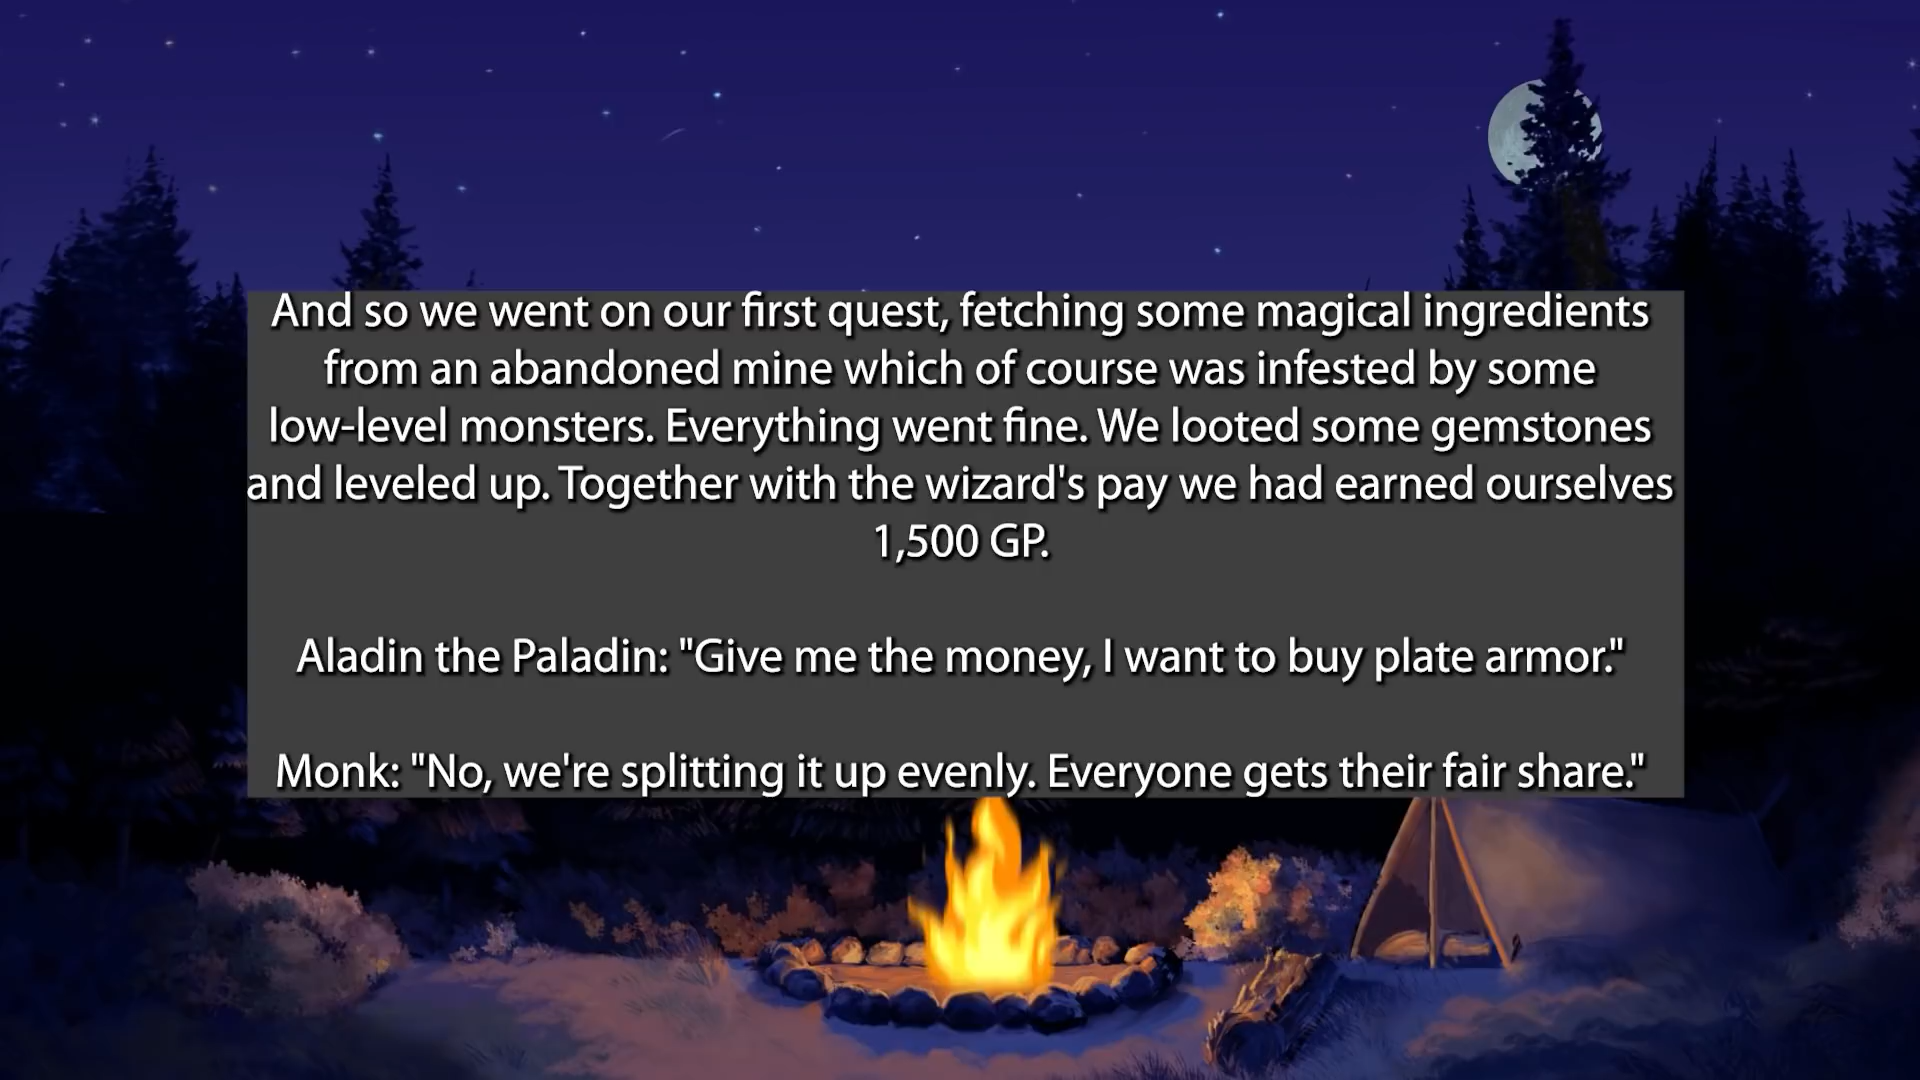 And so we went on our first quest, fetching some magical ingredients
from an abandoned mine which of course was infested by some
low-level monsters. Everything went fine. We looted some gemstones
and leveled up. Together with the wizard's pay we had earned ourselves
1,500 GP.
Aladin the Paladin: "Give me the money, I want to buy plate armor."
Monk: "No, we're splitting it up evenly. Everyone gets their fair share."